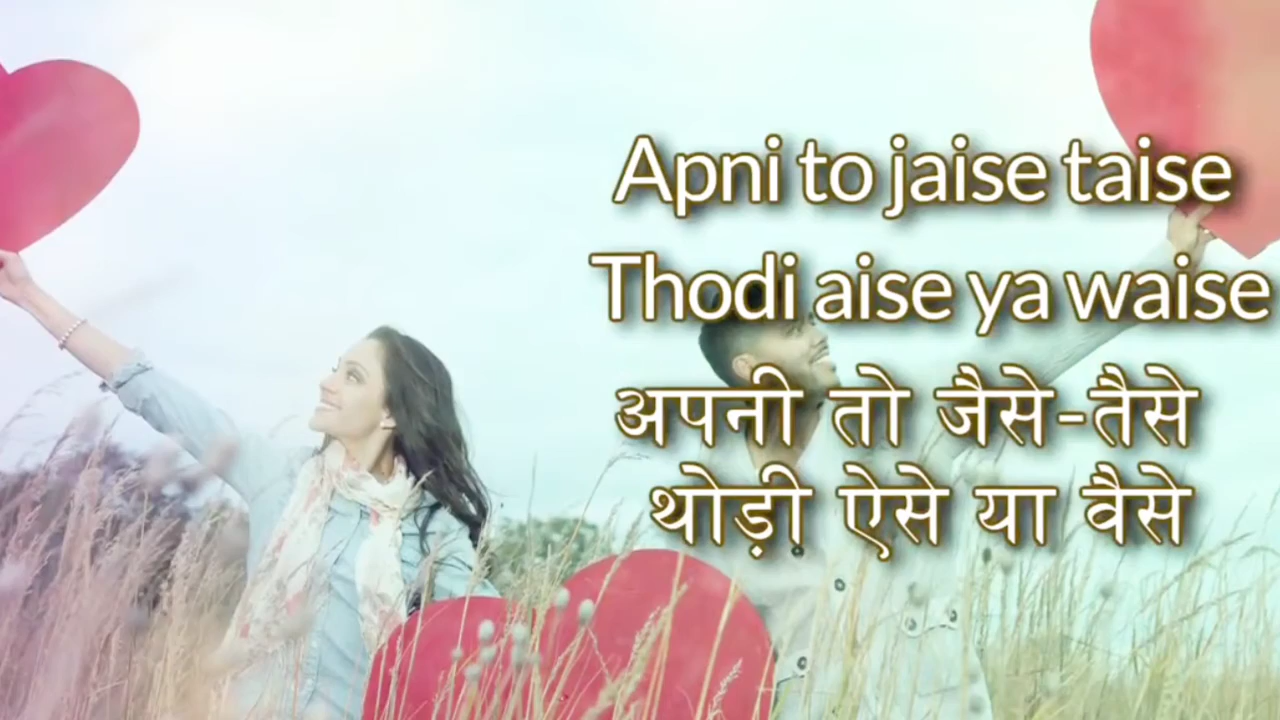 Apni to jaise taise
Thodi aise ya waise
अपनी तो जैसे-तैसे
थोड़ी ऐसे या वैसे